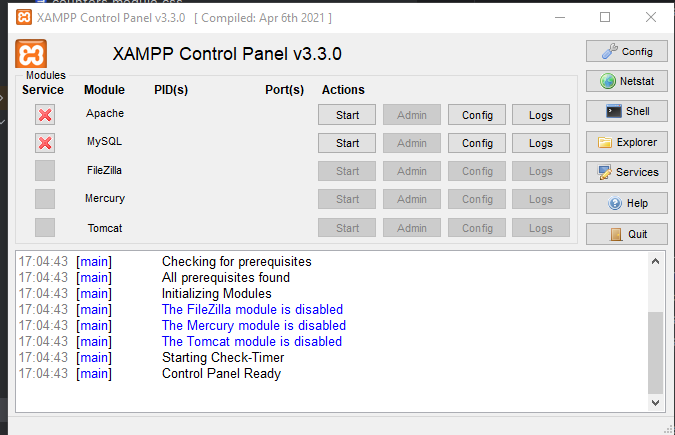 counters.module.css
XAMPP Control Panel v3.3.0 [ Compiled: Apr 6th 2021 ]
XAMPP Control Panel v3.3.0
Config
Modules
Service Module PID(s) Port(s) Actions
Netstat
Apache Start Admin Config Logs
Shell
MySQL Start Admin Config Logs
Explorer
FileZilla Start Admin Config Logs
Services
Mercury Start Admin Config Logs
Help
Tomcat Start Admin Config Logs
Quit
17:04:43 [main] Checking for prerequisites
17:04:43 [main] All prerequisites found
17:04:43 [main] Initializing Modules
17:04:43 [main] The FileZilla module is disabled
17:04:43 [main] The Mercury module is disabled
17:04:43 [main] The Tomcat module is disabled
17:04:43 [main] Starting Check-Timer
17:04:43 [main] Control Panel Ready